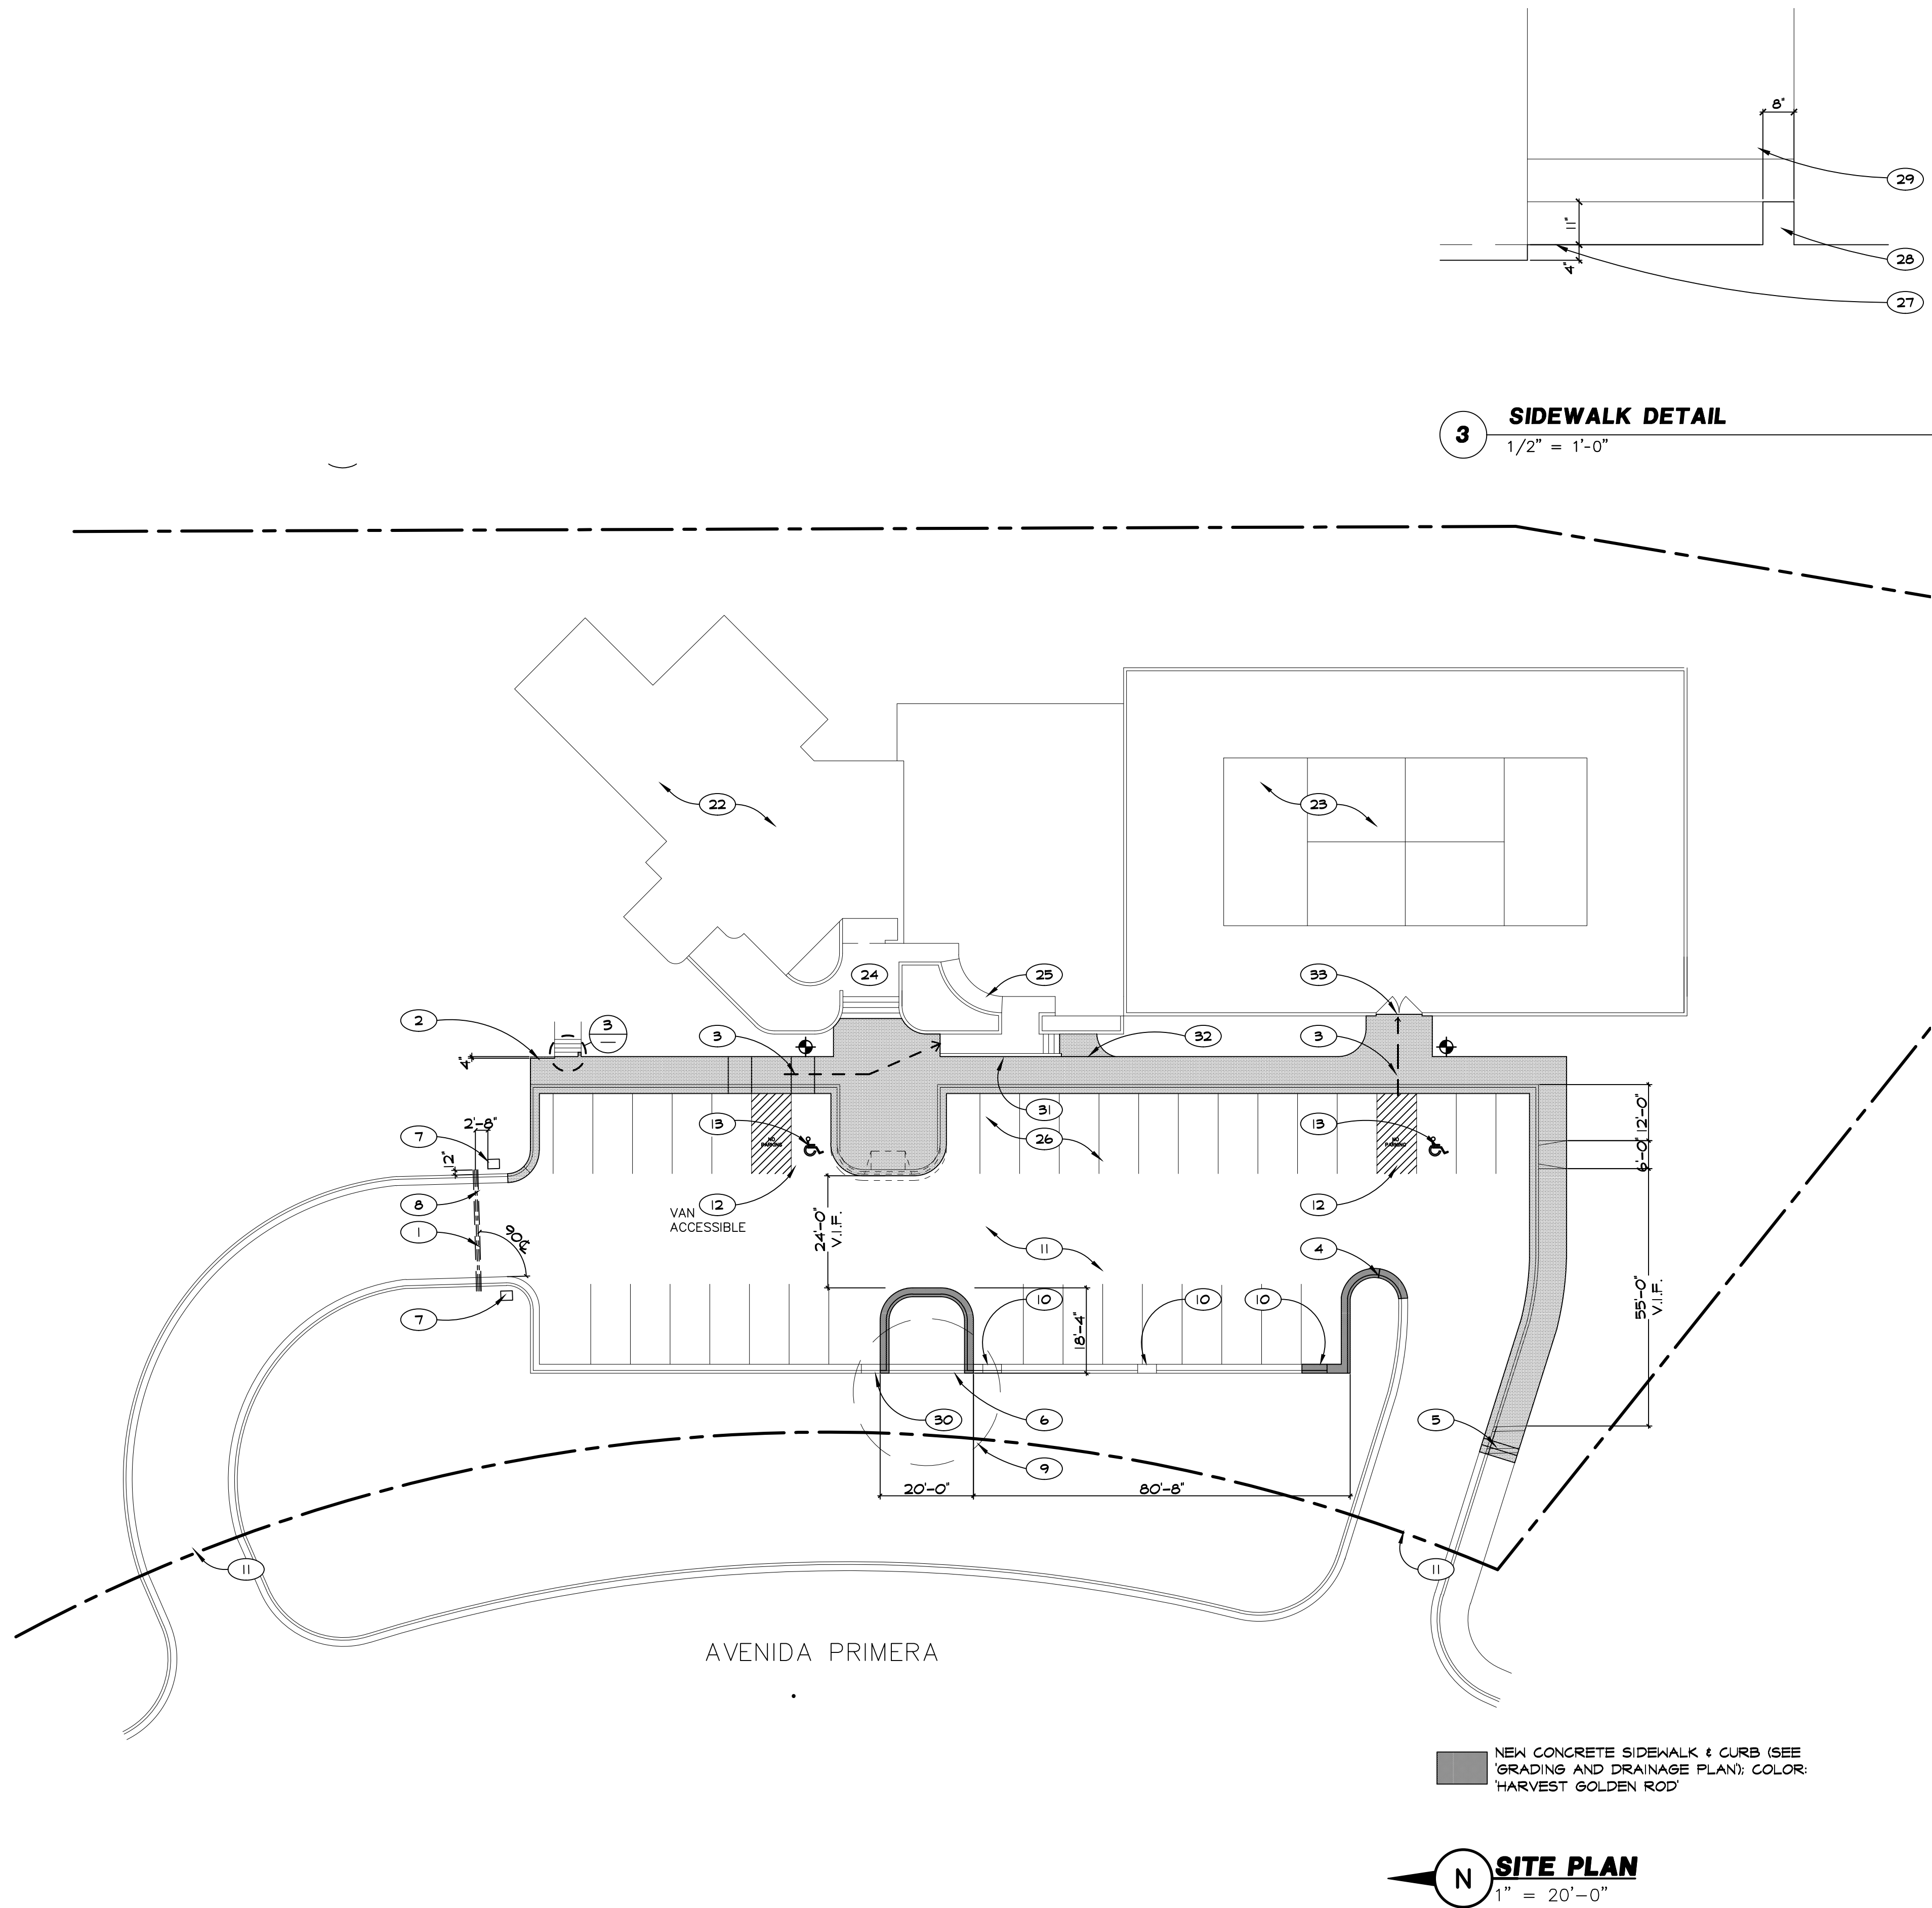 8"
29
11"
28
4"
27
3
SIDEWALK DETAIL
1/2" = 1'-0"
22
23
24
25
33
2
3
3
3
32
4"
31
12'-0"
2'-8"
13
13
7
26
NO
PARKING
NO
PARKING
6'-0"
12"
8
12
12
VAN
ACCESSIBLE
24'-0"
V.I.F.
1
90°
11
4
10
10
10
55'-0"
V.I.F.
7
18'-4"
30
6
5
9
20'-0"
80'-8"
11
11
AVENIDA PRIMERA
NEW CONCRETE SIDEWALK & CURB (SEE
'GRADING AND DRAINAGE PLAN'); COLOR:
'HARVEST GOLDEN ROD'
N
SITE PLAN
1" = 20'-0"